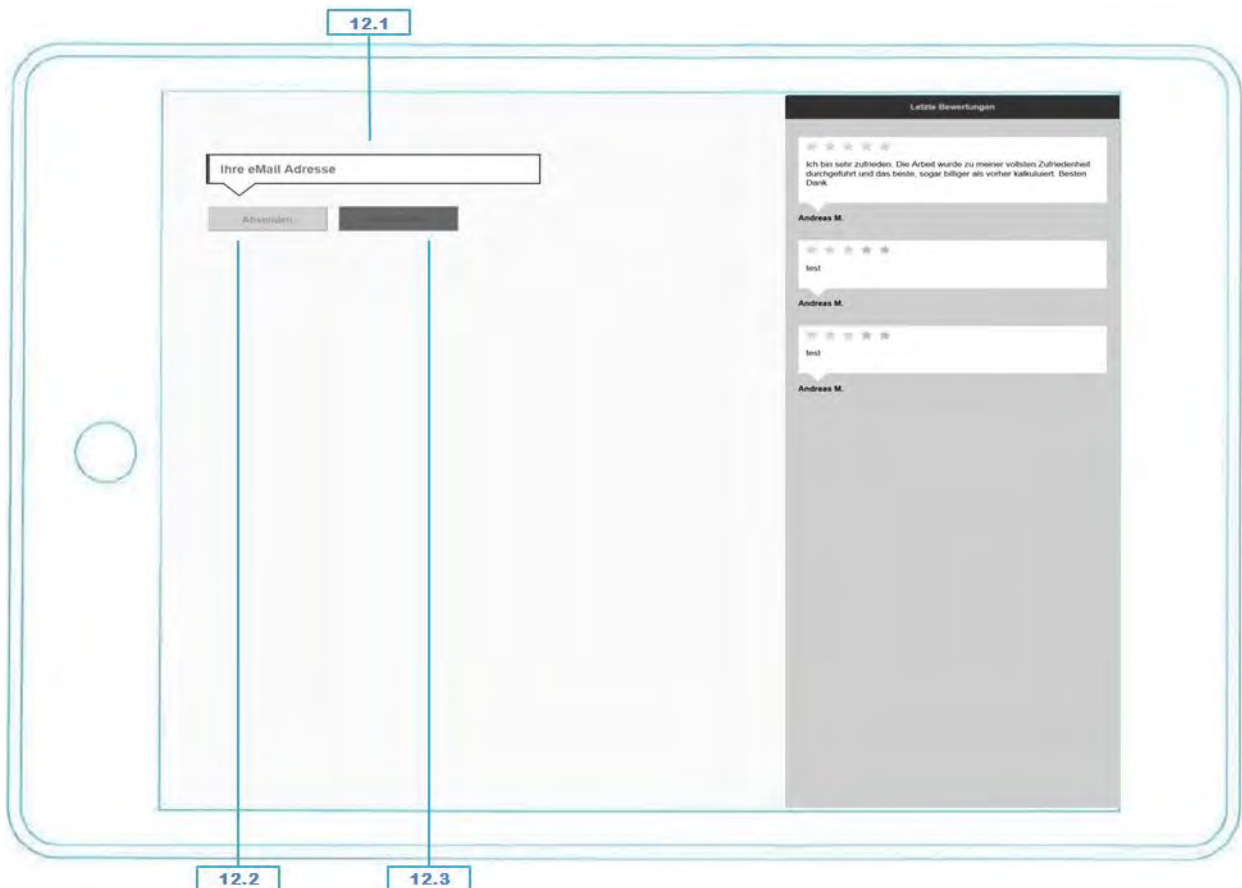 12.1
Letzte Bewertungen
Ihre eMail Adresse
Absenden
Ich bin sehr zufrieden. Die Arbeit wurde zu meiner vollsten Zufriedenheit
durchgeführt und das beste, sogar billiger als vorher kalkuluiert. Besten
Dank
Andreas M.
test
Andreas M.
test
Andreas M.
12.2
12.3